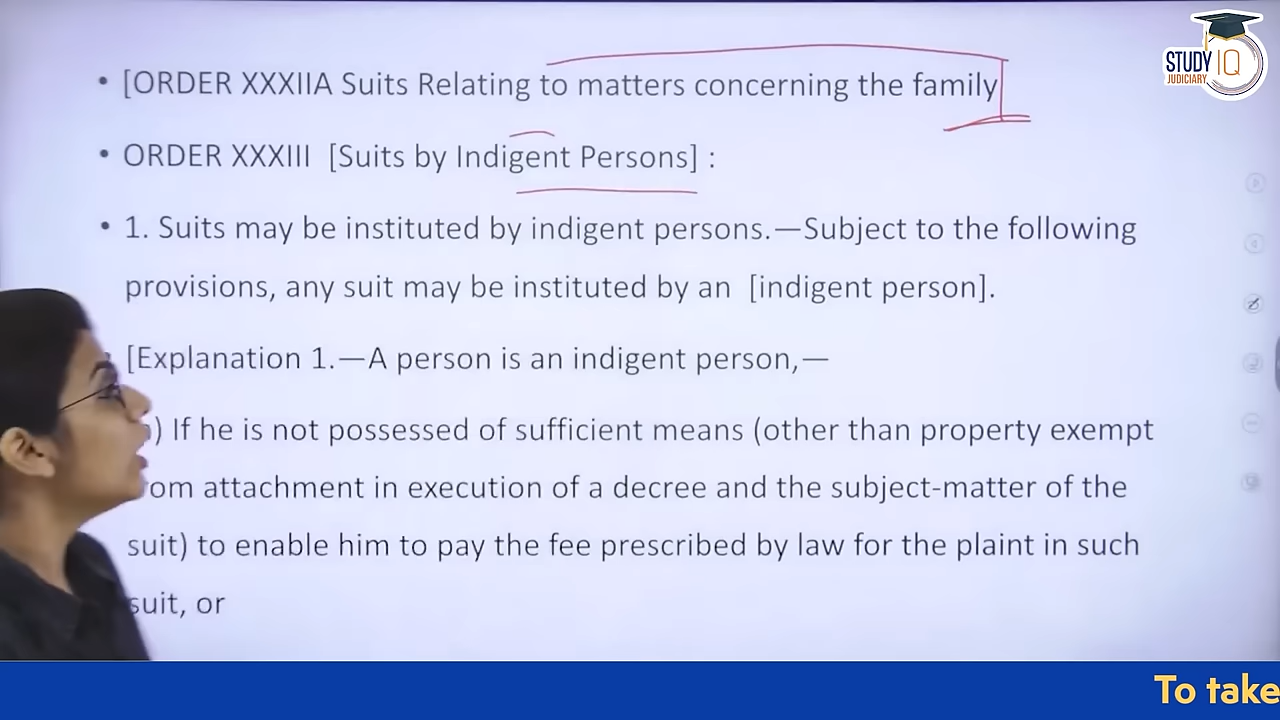 STUDY IQ
JUDICIARY
• [ORDER XXXIIA Suits Relating to matters concerning the family
• ORDER XXXIII [Suits by Indigent Persons] :
• 1. Suits may be instituted by indigent persons.—Subject to the following
provisions, any suit may be instituted by an [indigent person].
[Explanation 1.—A person is an indigent person,—
) If he is not possessed of sufficient means (other than property exempt
om attachment in execution of a decree and the subject-matter of the
suit) to enable him to pay the fee prescribed by law for the plaint in such
suit, or
To take